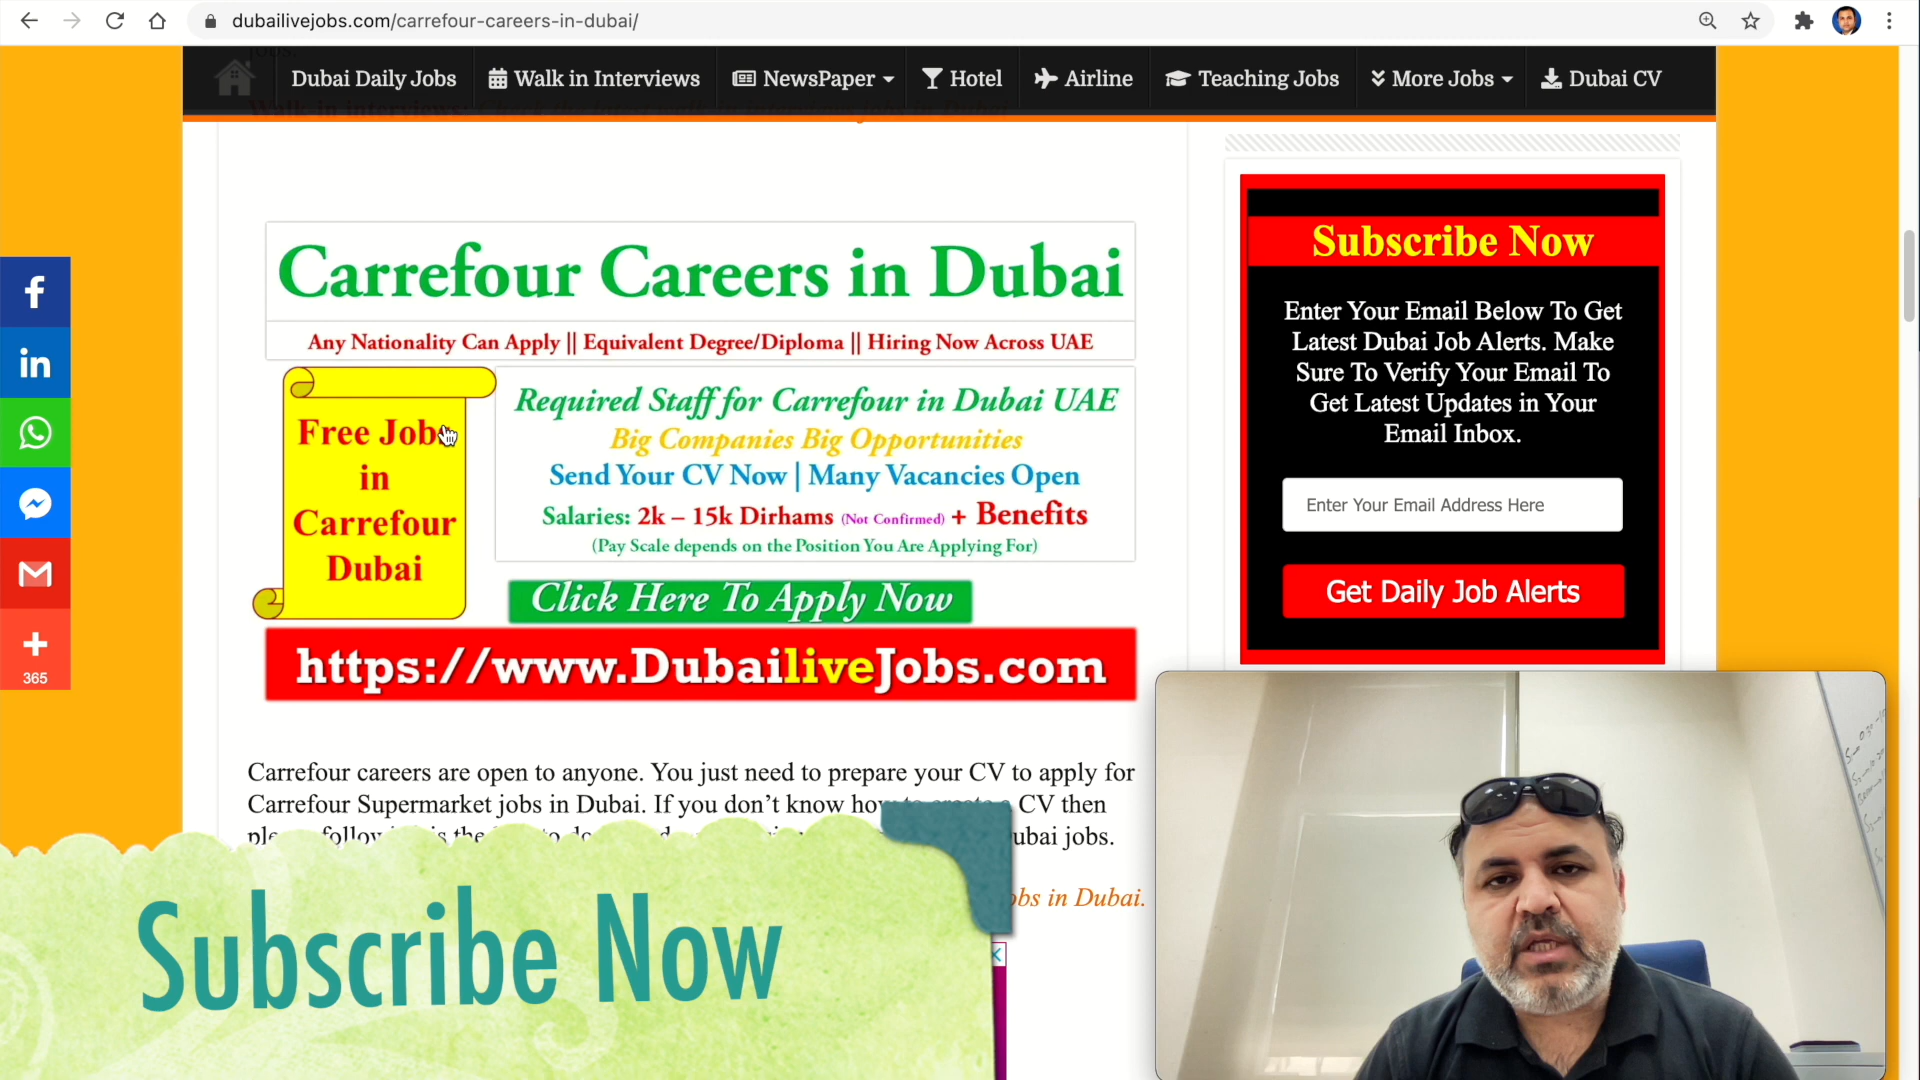 dubailivejobs.com/carrefour-careers-in-dubai/
Dubai Daily Jobs
Walk in Interviews
NewsPaper
Hotel
Airline
Teaching Jobs
More Jobs
Dubai CV
Carrefour Careers in Dubai
Any Nationality Can Apply || Equivalent Degree/Diploma || Hiring Now Across UAE
Free Jobs
in
Carrefour
Dubai
Required Staff for Carrefour in Dubai UAE
Big Companies Big Opportunities
Send Your CV Now | Many Vacancies Open
Salaries: 2k – 15k Dirhams (Not Confirmed) + Benefits
(Pay Scale depends on the Position You Are Applying For)
Click Here To Apply Now
https://www.DubailiveJobs.com
Carrefour careers are open to anyone. You just need to prepare your CV to apply for
Carrefour Supermarket jobs in Dubai. If you don't know how to create a CV then
ubai jobs.
obs in Dubai.
Subscribe Now
Enter Your Email Below To Get
Latest Dubai Job Alerts. Make
Sure To Verify Your Email To
Get Latest Updates in Your
Email Inbox.
Enter Your Email Address Here
Get Daily Job Alerts
365
Subscribe Now